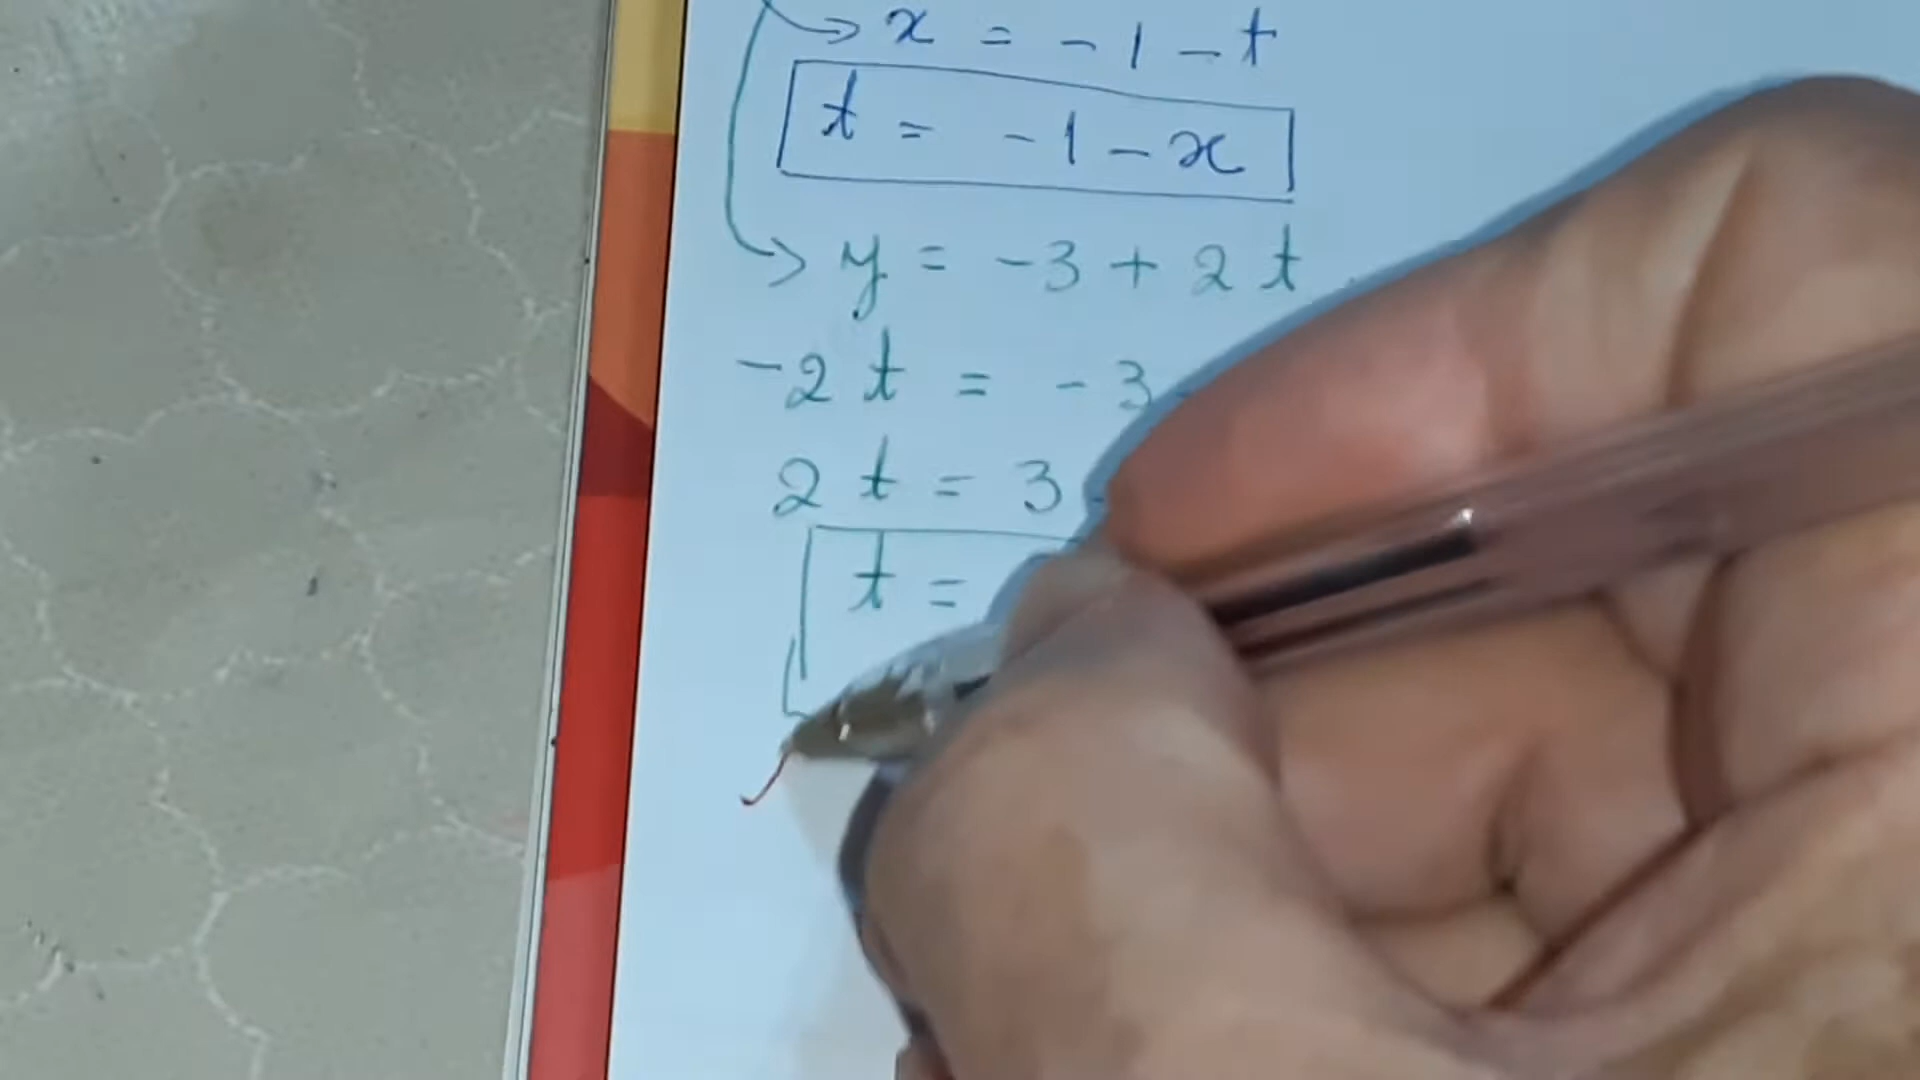 x = -1 - t
t = -1 - x
y = -3 + 2t
-2t = -3
2t = 3
t =